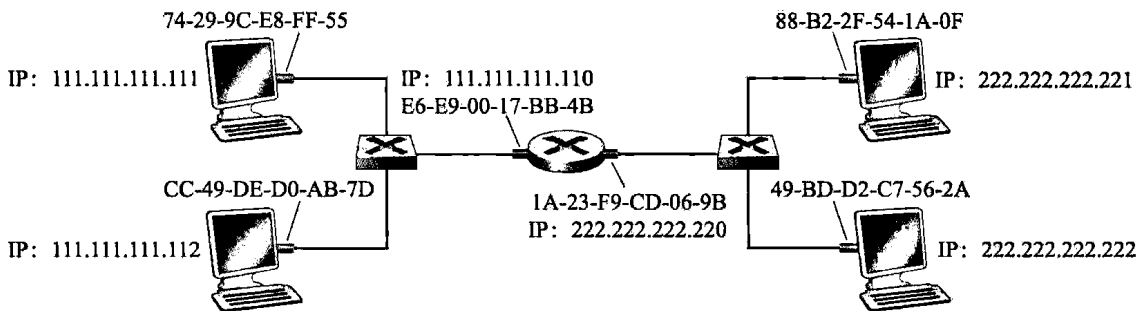 74-29-9C-E8-FF-55
88-B2-2F-54-1A-0F
IP: 111.111.111.111
IP: 111.111.111.110
IP: 222.222.222.221
E6-E9-00-17-BB-4B
CC-49-DE-D0-AB-7D
1A-23-F9-CD-06-9B
49-BD-D2-C7-56-2A
IP: 111.111.111.112
IP: 222.222.222.220
IP: 222.222.222.222